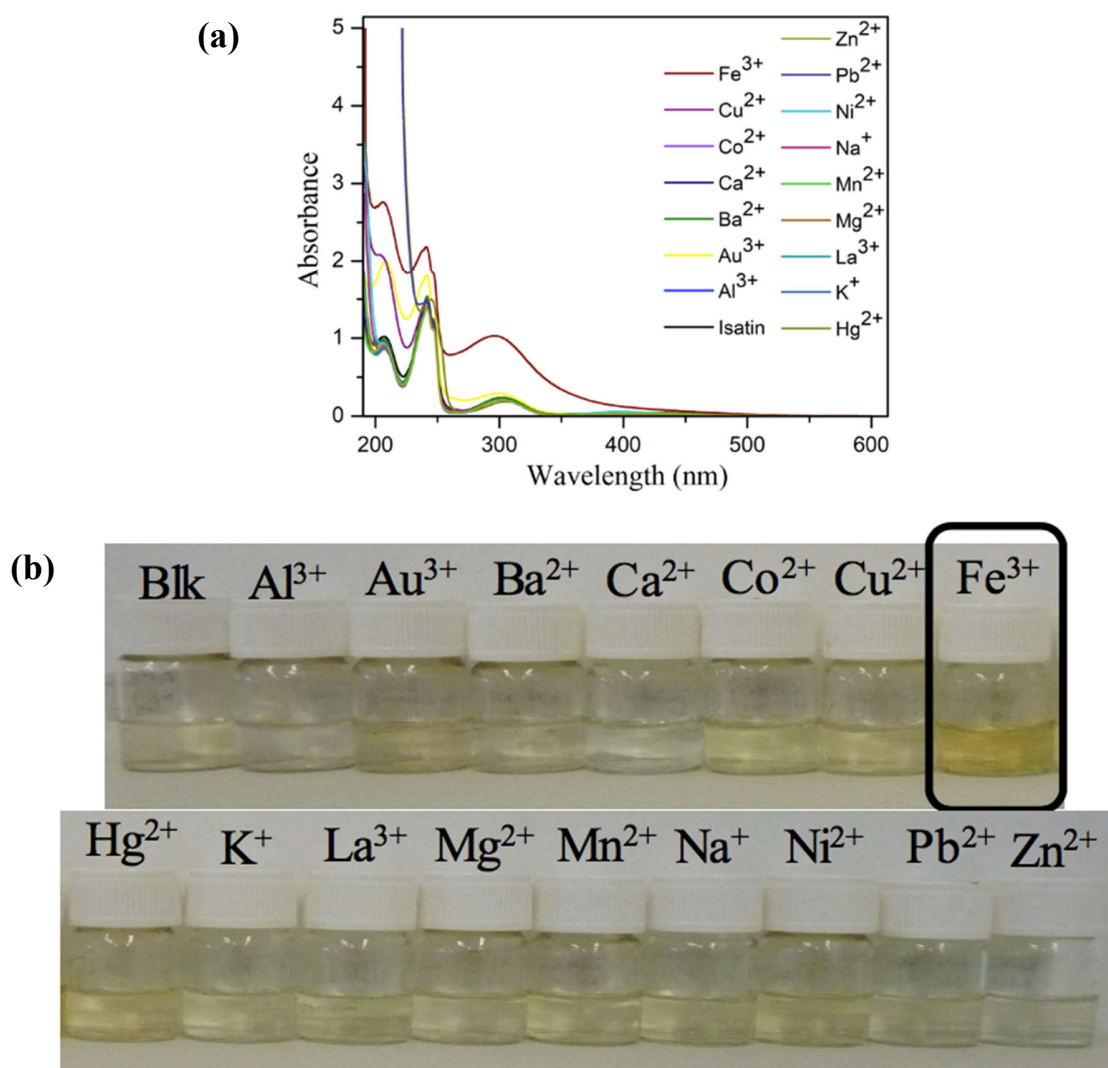 (a)
5
4
3
2
1
0
Absorbance
200 300 400 500 600
Wavelength (nm)
Fe3+
Cu2+
Co2+
Ca2+
Ba2+
Au3+
Al3+
Isatin
Zn2+
Pb2+
Ni2+
Na+
Mn2+
Mg2+
La3+
K+
Hg2+
(b)
Blk Al3+ Au3+ Ba2+ Ca2+ Co2+ Cu2+ Fe3+
Hg2+ K+ La3+ Mg2+ Mn2+ Na+ Ni2+ Pb2+ Zn2+